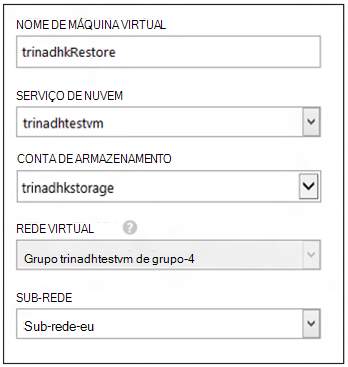 NOME DE MÁQUINA VIRTUAL
trinadhkRestore
SERVIÇO DE NUVEM
trinadhtestvm
CONTA DE ARMAZENAMENTO
trinadhkstorage
REDE VIRTUAL ?
Grupo trinadhtestvm de grupo-4
SUB-REDE
Sub-rede-eu